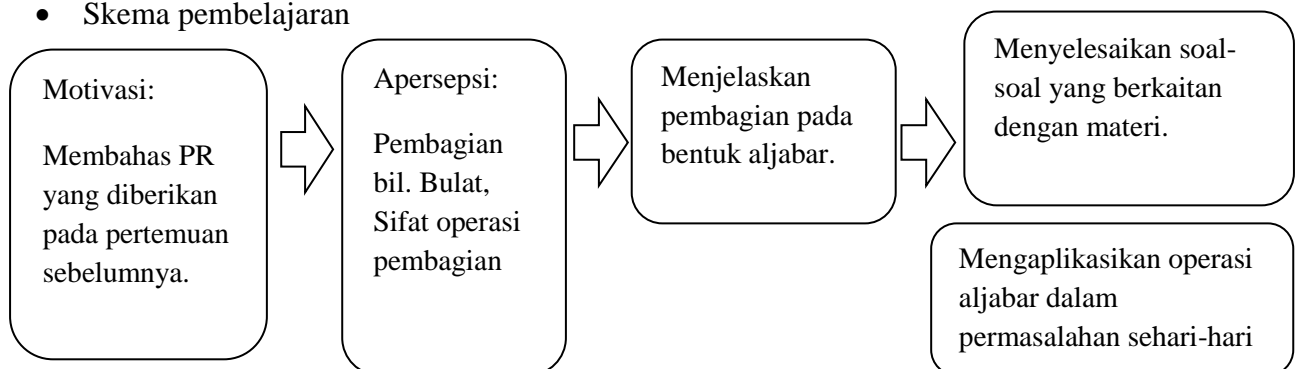 • Skema pembelajaran
Motivasi:
Membahas PR
yang diberikan
pada pertemuan
sebelumnya.
Apersepsi:
Pembagian
bil. Bulat,
Sifat operasi
pembagian
Menjelaskan
pembagian pada
bentuk aljabar.
Menyelesaikan soal-
soal yang berkaitan
dengan materi.
Mengaplikasikan operasi
aljabar dalam
permasalahan sehari-hari